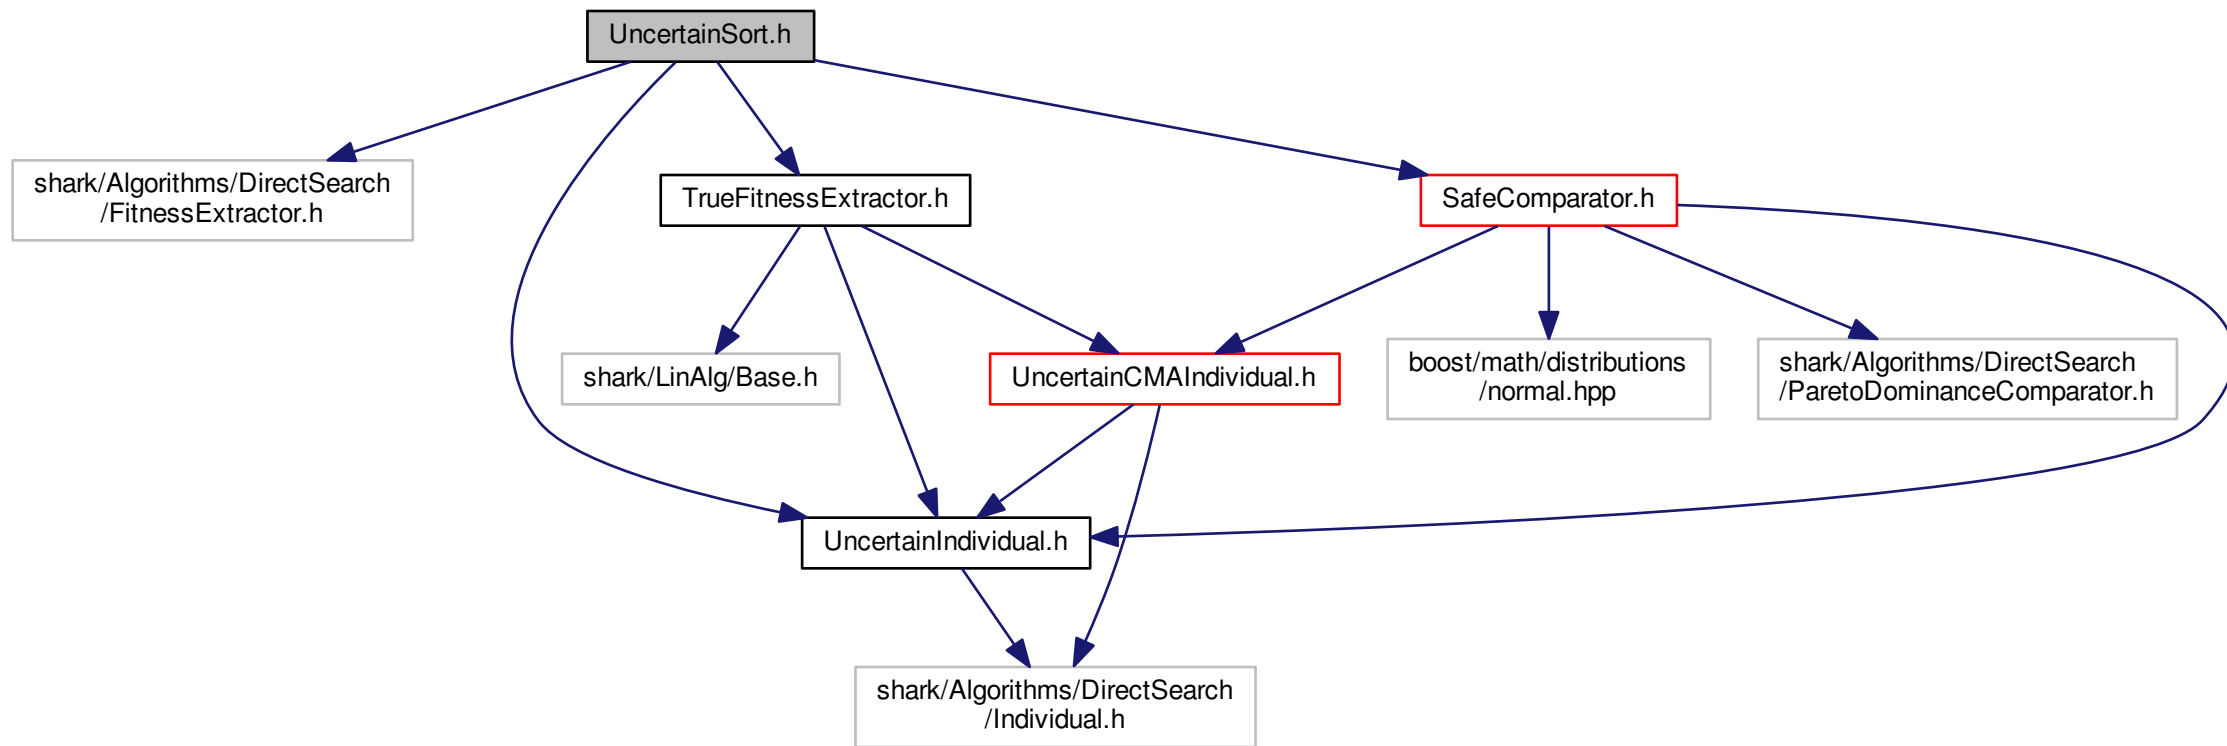 UncertainSort.h
shark/Algorithms/DirectSearch
/FitnessExtractor.h
TrueFitnessExtractor.h
SafeComparator.h
shark/LinAlg/Base.h
UncertainCMAIndividual.h
boost/math/distributions
/normal.hpp
shark/Algorithms/DirectSearch
/ParetoDominanceComparator.h
UncertainIndividual.h
shark/Algorithms/DirectSearch
/Individual.h